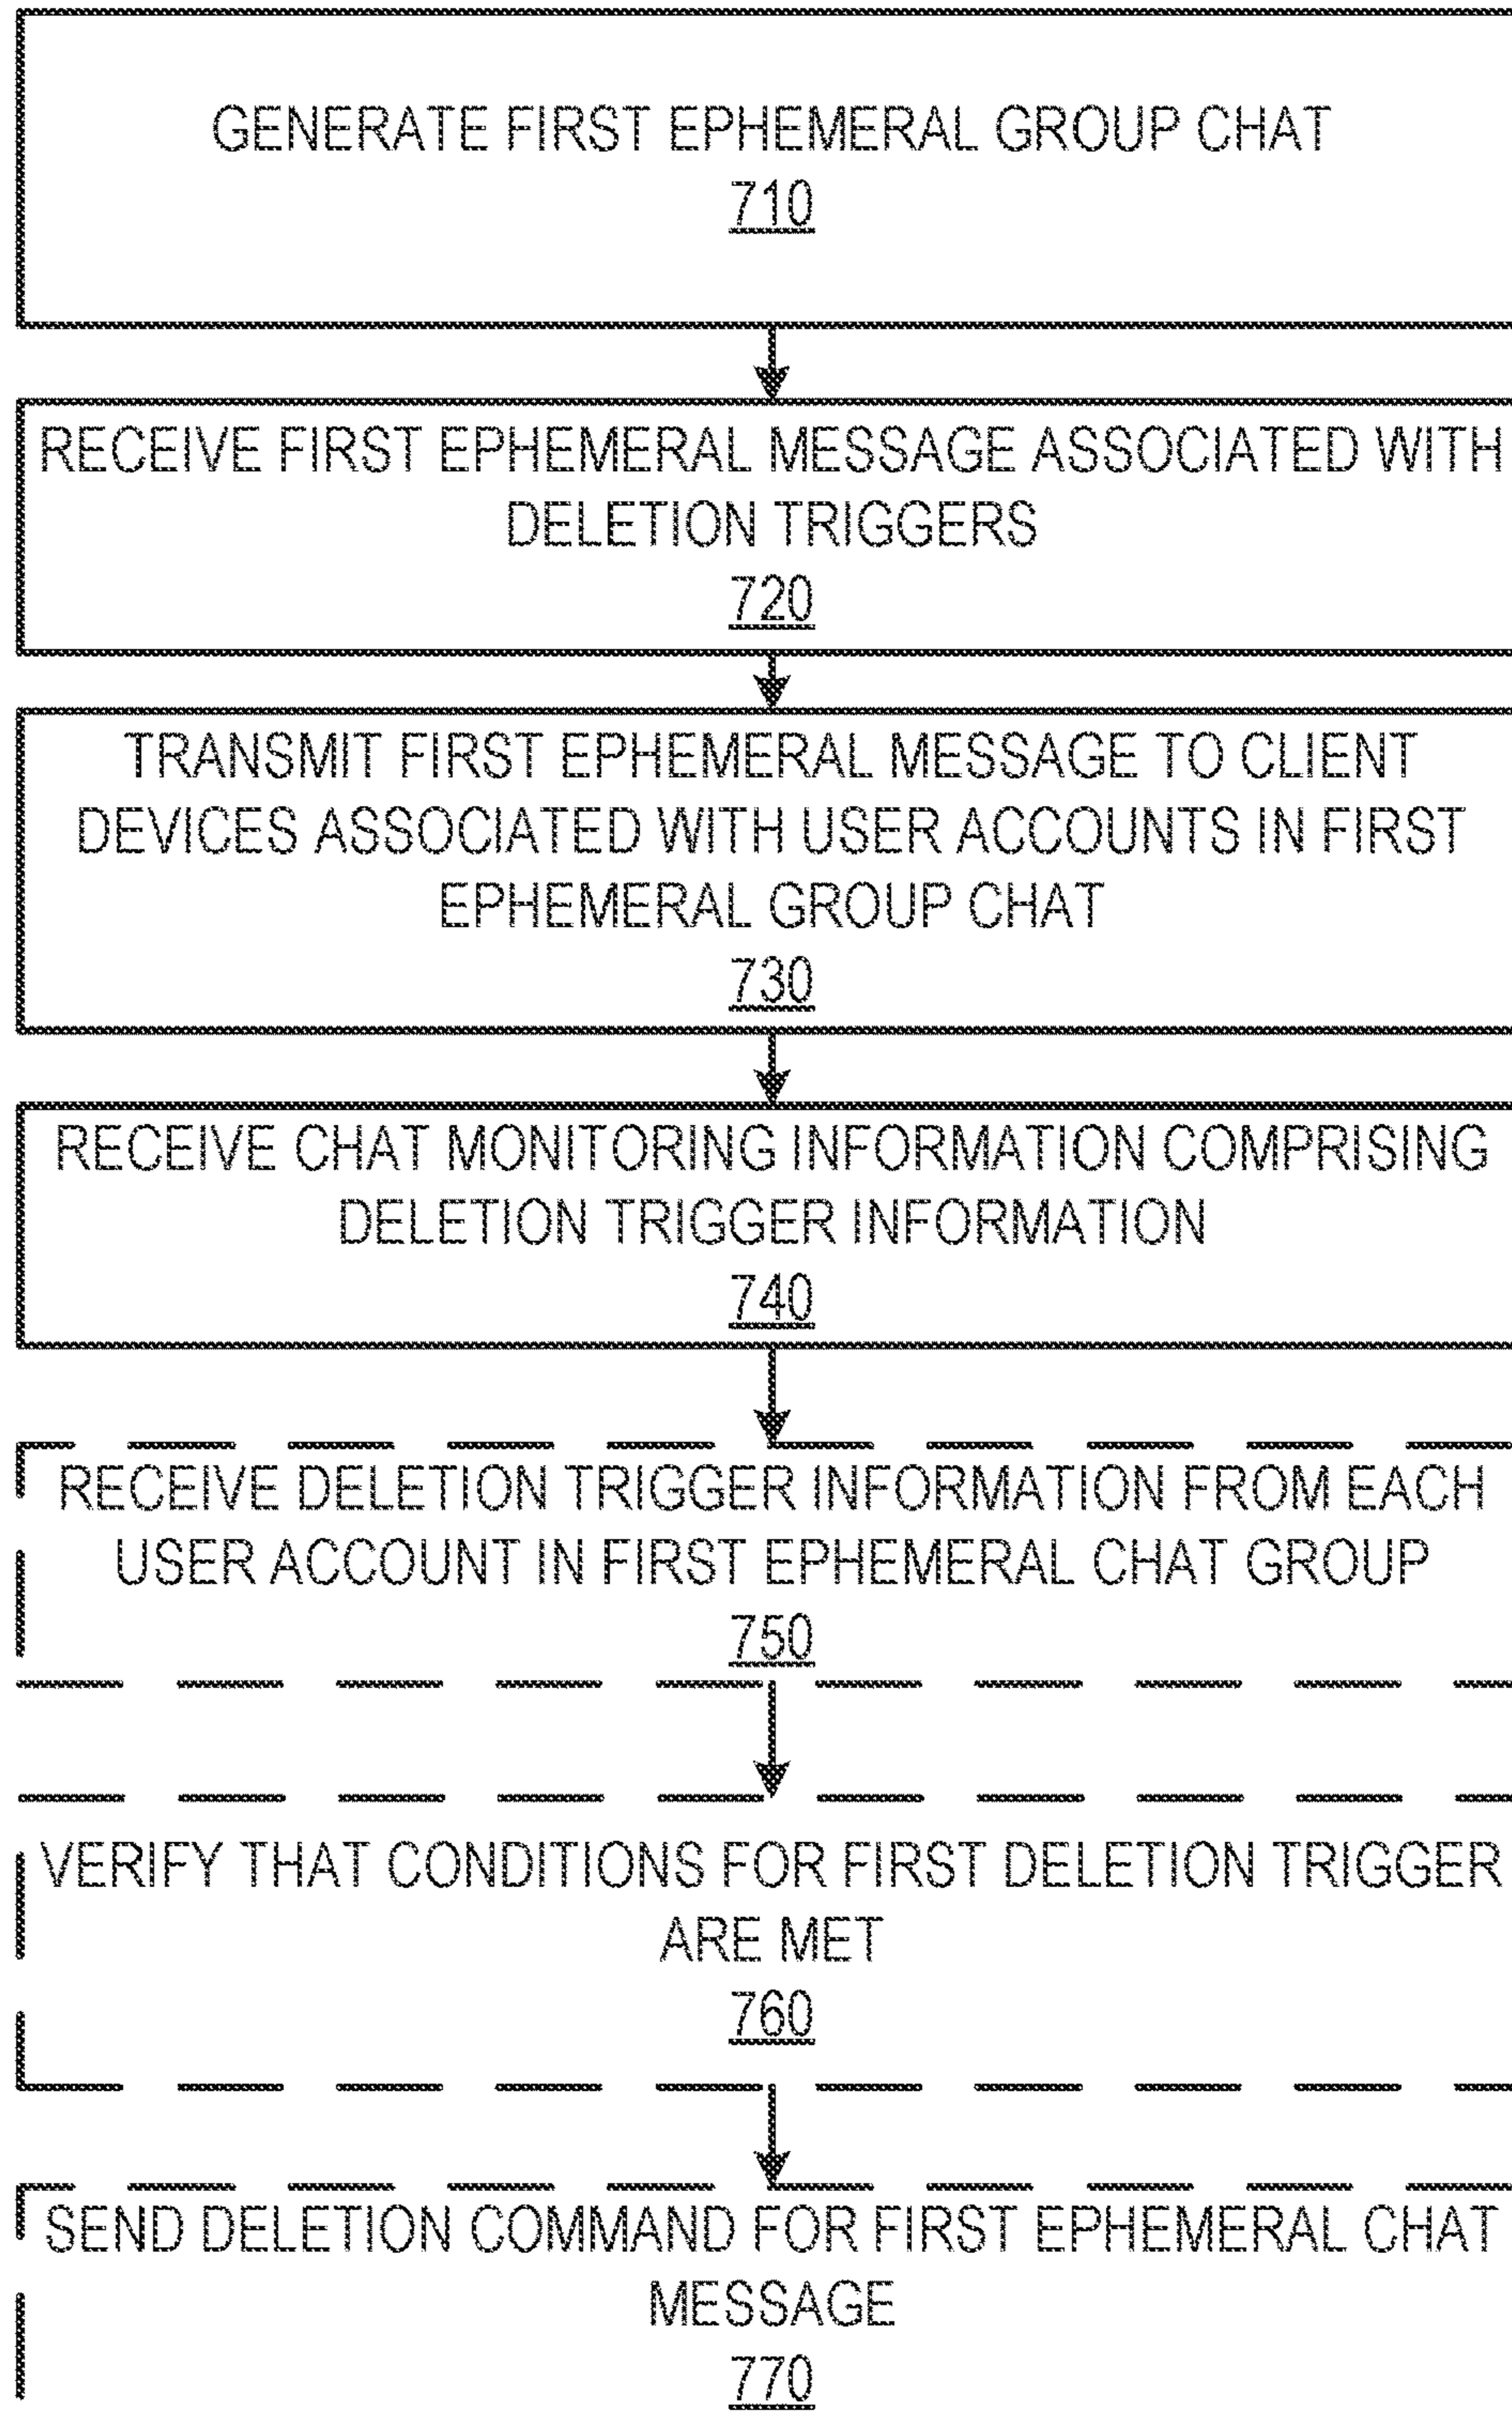 GENERATE FIRST EPHEMERAL GROUP CHAT
710
RECEIVE FIRST EPHEMERAL MESSAGE ASSOCIATED WITH
DELETION TRIGGERS
720
TRANSMIT FIRST EPHEMERAL MESSAGE TO CLIENT
DEVICES ASSOCIATED WITH USER ACCOUNTS IN FIRST
EPHEMERAL GROUP CHAT
730
RECEIVE CHAT MONITORING INFORMATION COMPRISING
DELETION TRIGGER INFORMATION
740
RECEIVE DELETION TRIGGER INFORMATION FROM EACH
USER ACCOUNT IN FIRST EPHEMERAL CHAT GROUP
750
VERIFY THAT CONDITIONS FOR FIRST DELETION TRIGGER
ARE MET
760
SEND DELETION COMMAND FOR FIRST EPHEMERAL CHAT
MESSAGE
770